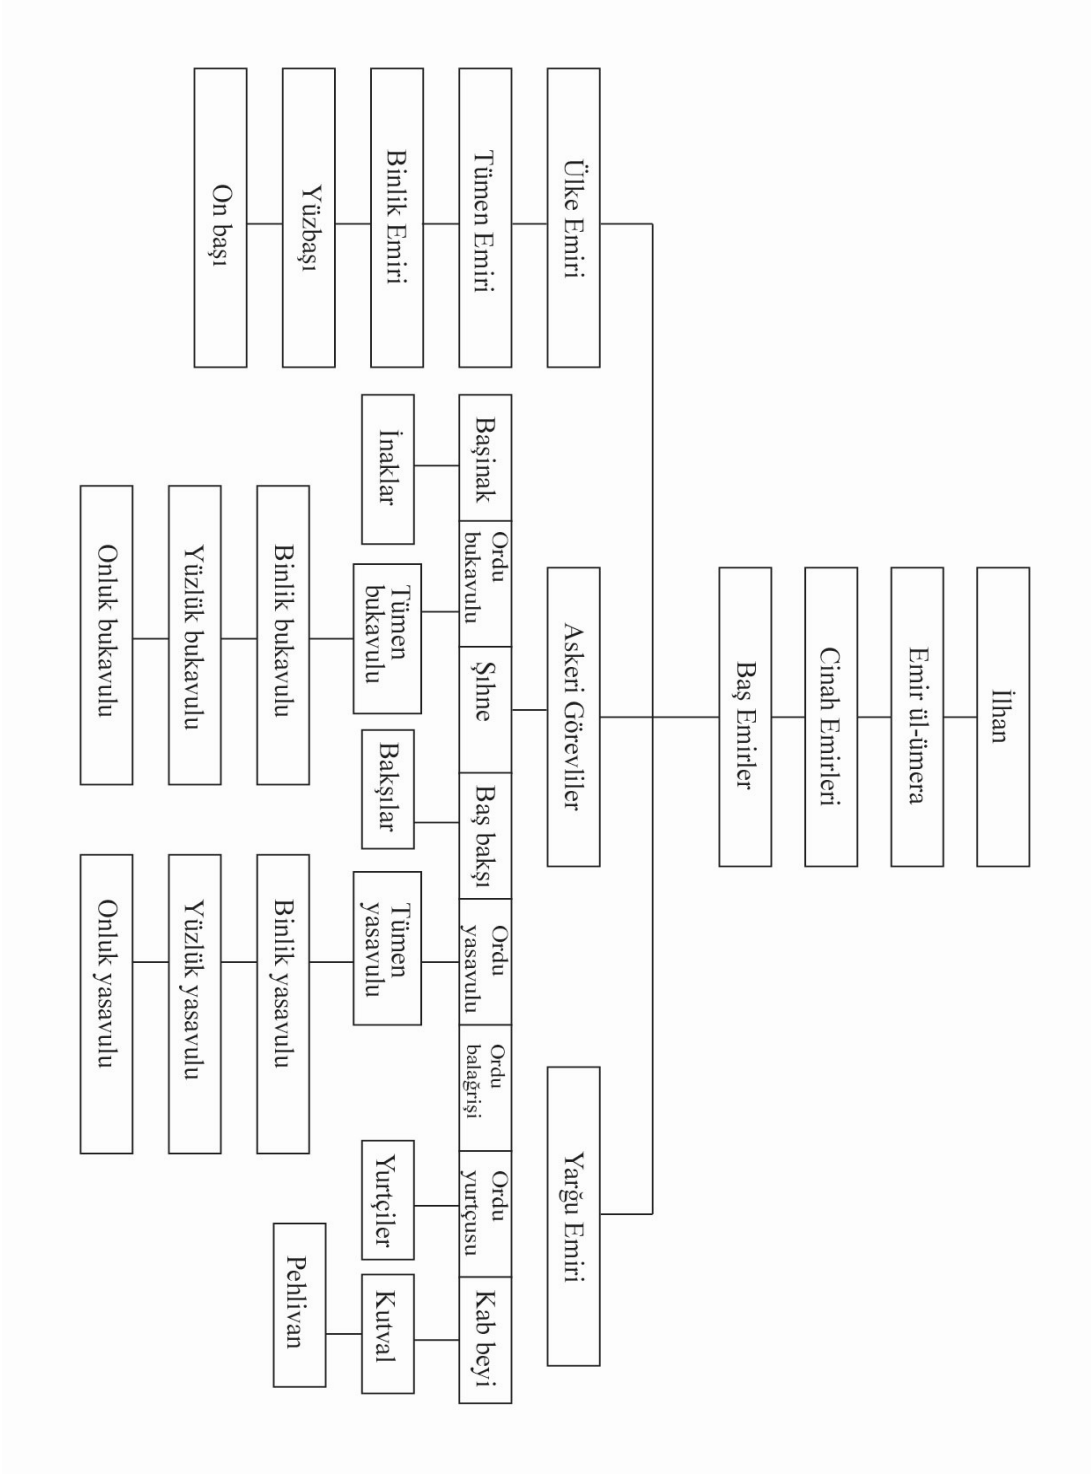 İlhan
Emir ül-ümera
Cinah Emirleri
Baş Emirler
Ülke Emiri
Askeri Görevliler
Yarğu Emiri
Tümen Emiri
Binlik Emiri
Yüzbaşı
On başı
Başinak
Ordu
bukavulu
Şıhne
Baş bakşı
Ordu
yasavulu
Ordu
balağrişi
Ordu
yurtçusu
Kab beyi
İnaklar
Tümen
bukavulu
Bakşılar
Tümen
yasavulu
Yurtçiler
Kutval
Binlik bukavulu
Binlik yasavulu
Pehlivan
Yüzlük bukavulu
Yüzlük yasavulu
Onluk bukavulu
Onluk yasavulu